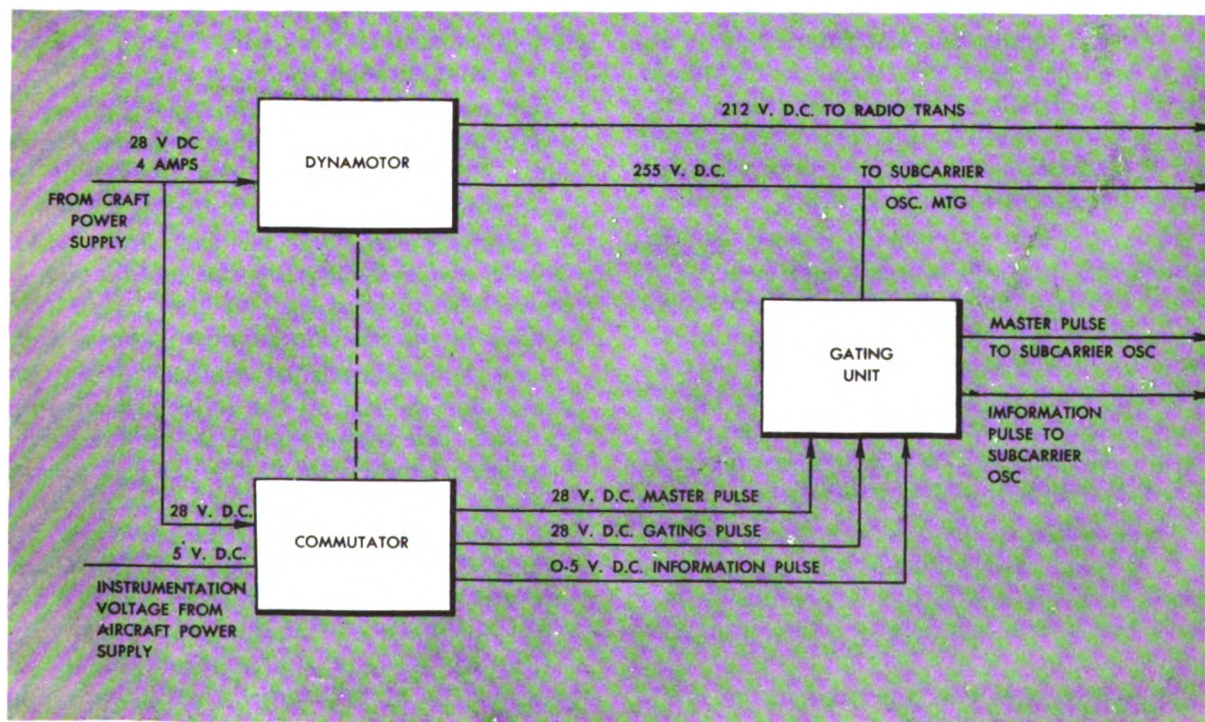 212 V. D.C. TO RADIO TRANS
28 V DC
4 AMPS
DYNAMOTOR
255 V. D.C.
TO SUBCARRIER
OSC. MTG
FROM CRAFT
POWER
SUPPLY
GATING
UNIT
MASTER PULSE
TO SUBCARRIER OSC
IMFORMATION
PULSE TO
SUBCARRIER
OSC
28 V. D.C.
COMMUTATOR
28 V. D.C. MASTER PULSE
28 V. D.C. GATING PULSE
5 V. D.C.
O-5 V. D.C. INFORMATION PULSE
INSTRUMENTATION
VOLTAGE FROM
AIRCRAFT POWER
SUPPLY